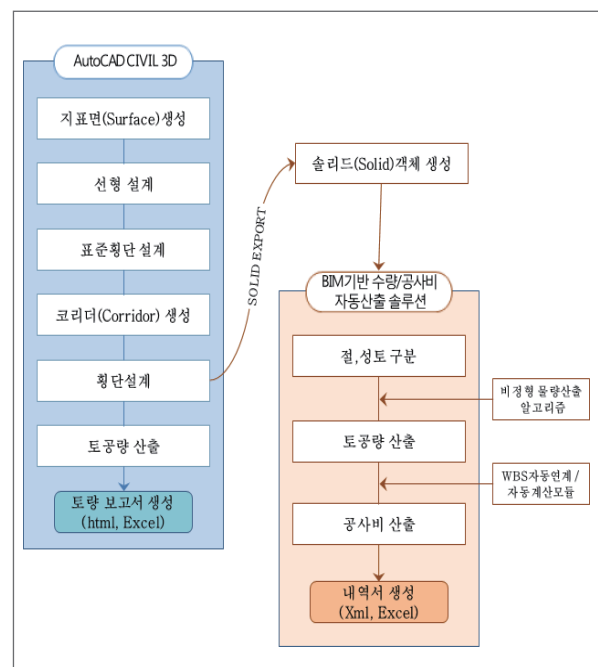 AutoCAD CIVIL 3D
지표면(Surface)생성
선형 설계
표준횡단 설계
코리더(Corridor) 생성
횡단설계
토공량 산출
토량 보고서 생성
(html, Excel)
SOLID EXPORT
솔리드(Solid)객체 생성
BIM기반 수량/공사비
자동산출 솔루션
절,성토 구분
비정형 물량산출
알고리즘
토공량 산출
WBS자동연계 /
자동계산모듈
공사비 산출
내역서 생성
(Xml, Excel)